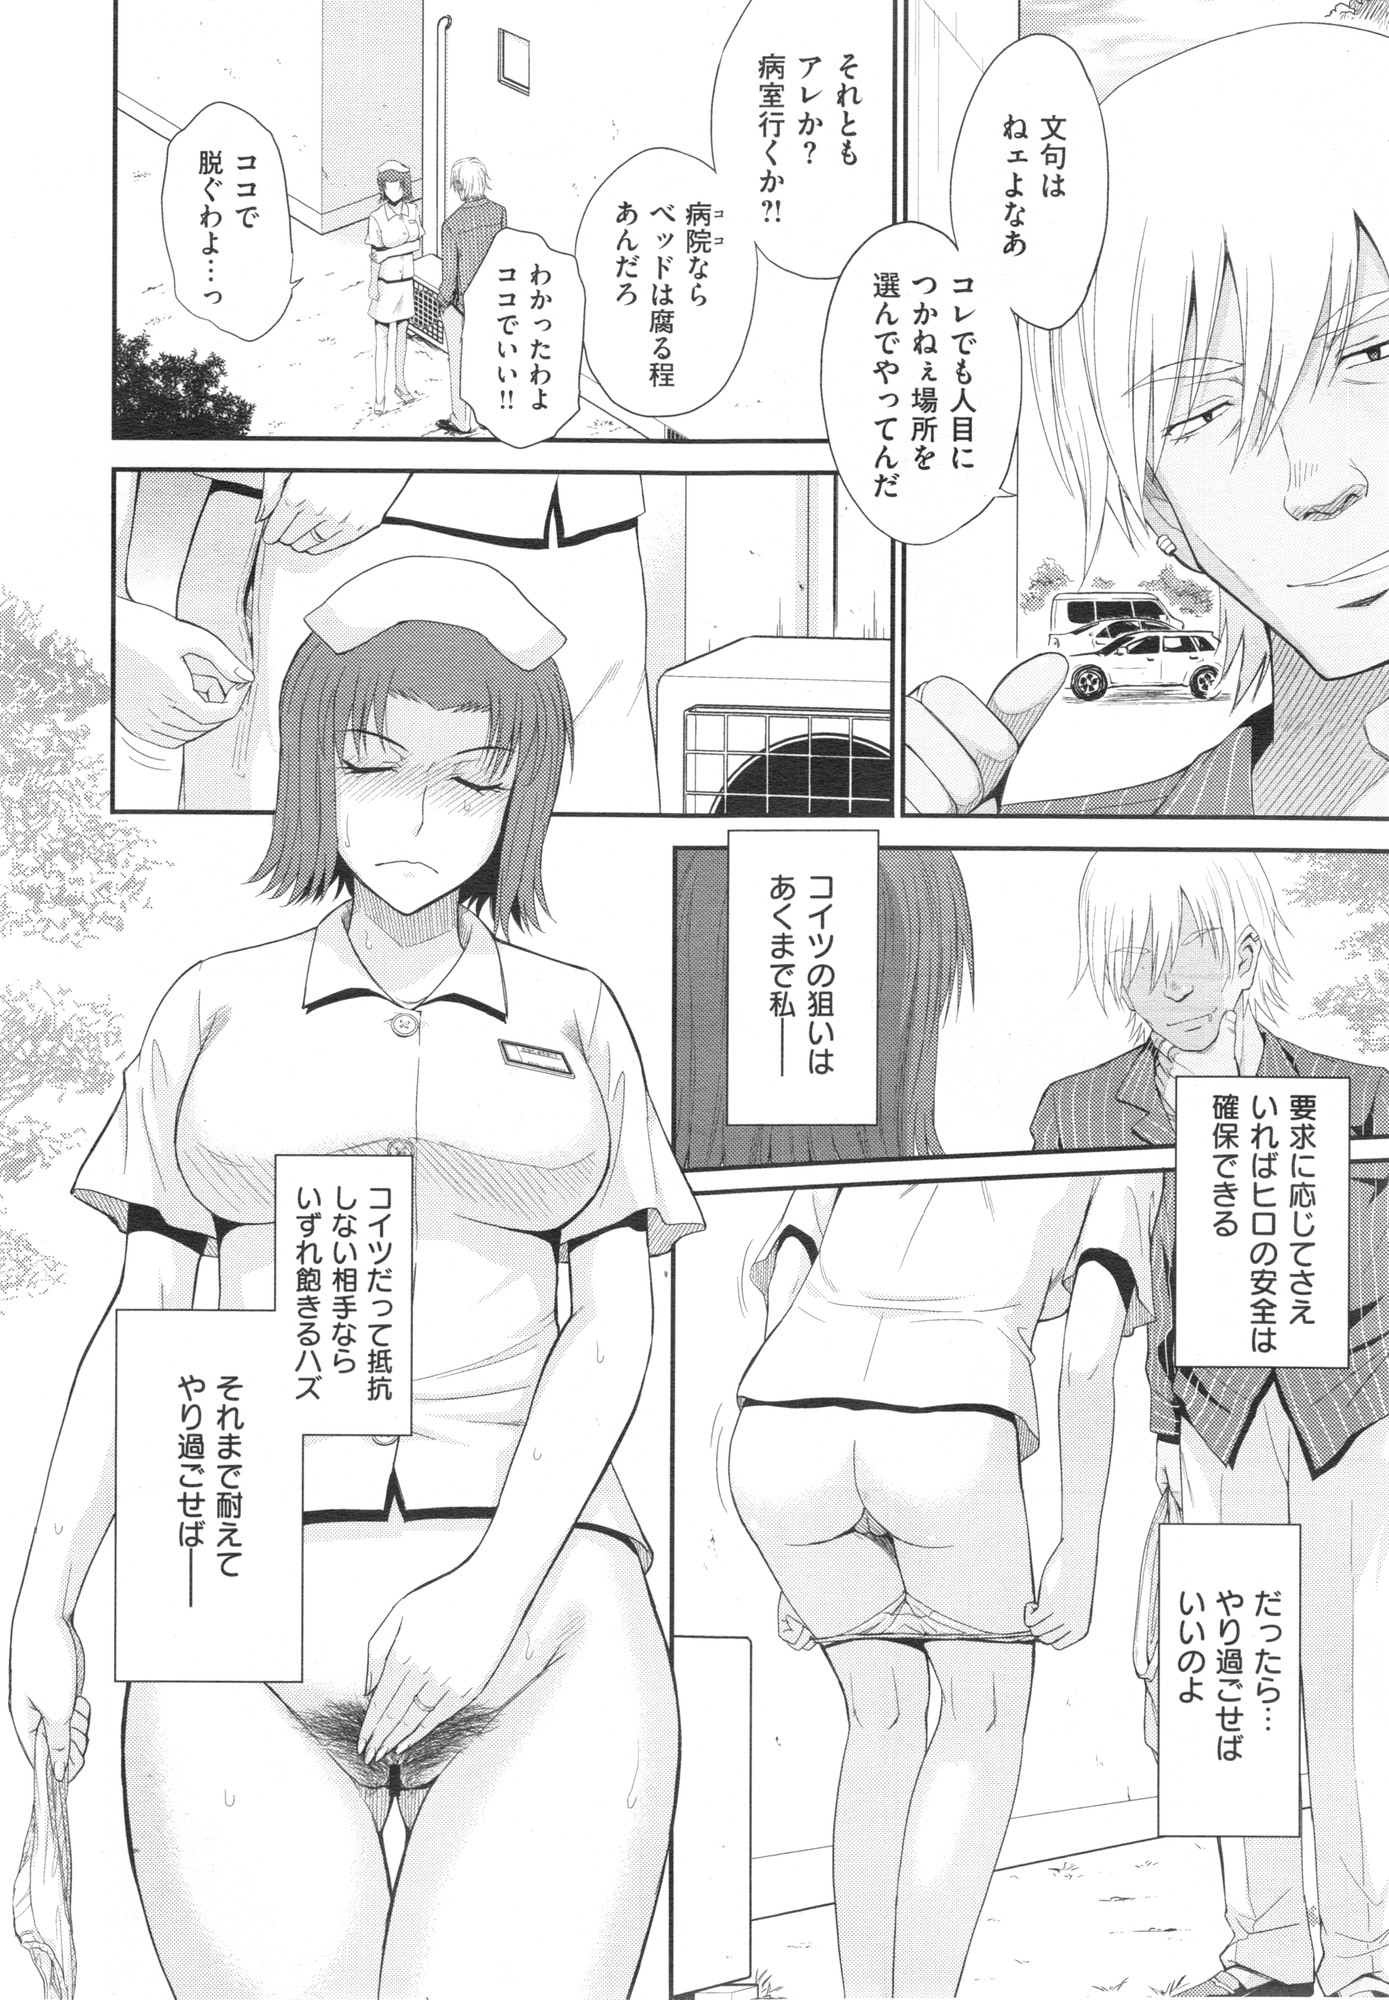 文句は
ねェよなあ
コレでも人目に
つかねぇ場所を
選んでやってんだ
それとも
アレか？
病室行くか？！
病院なら
ココ
ベッドは腐る程
あんだろ
わかったわよ
ココでいい！！
ココで
脱ぐわよ…っ
要求に応じてさえ
いればヒロの安全は
確保できる
コイツの狙いは
あくまで私――
だったら…
やり過ごせば
いいのよ
コイツだって抵抗
しない相手なら
いずれ飽きるハズ
それまで耐えて
やり過ごせば――